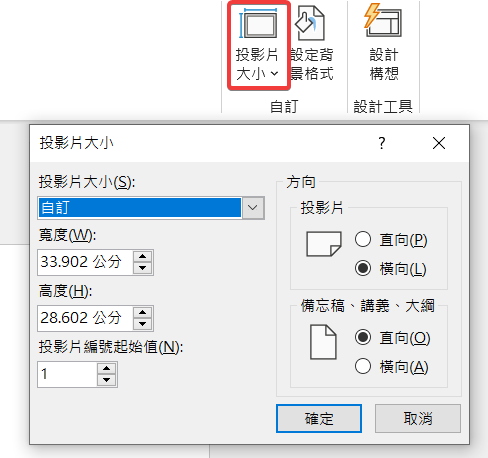 投影片
大小
設定背
景格式
設計
構想
自訂
設計工具
投影片大小
?
投影片大小(S):
自訂
寬度(W):
33.902 公分
高度(H):
28.602 公分
投影片編號起始值(N):
1
方向
投影片
直向(P)
橫向(L)
備忘稿、講義、大綱
直向(O)
橫向(A)
確定
取消